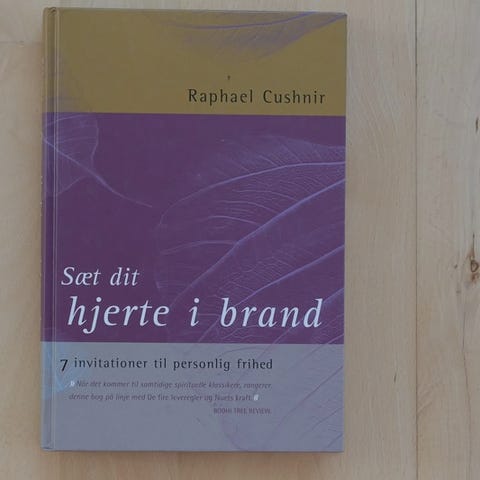 Raphael Cushnir
Sæt dit
hjerte i brand
7 invitationer til personlig frihed
» Når det kommer til samtidige spirituelle klassikere, rangerer
denne bog på linje med De fire leveregler og Nuets kraft. «
BODHI TREE REVIEW